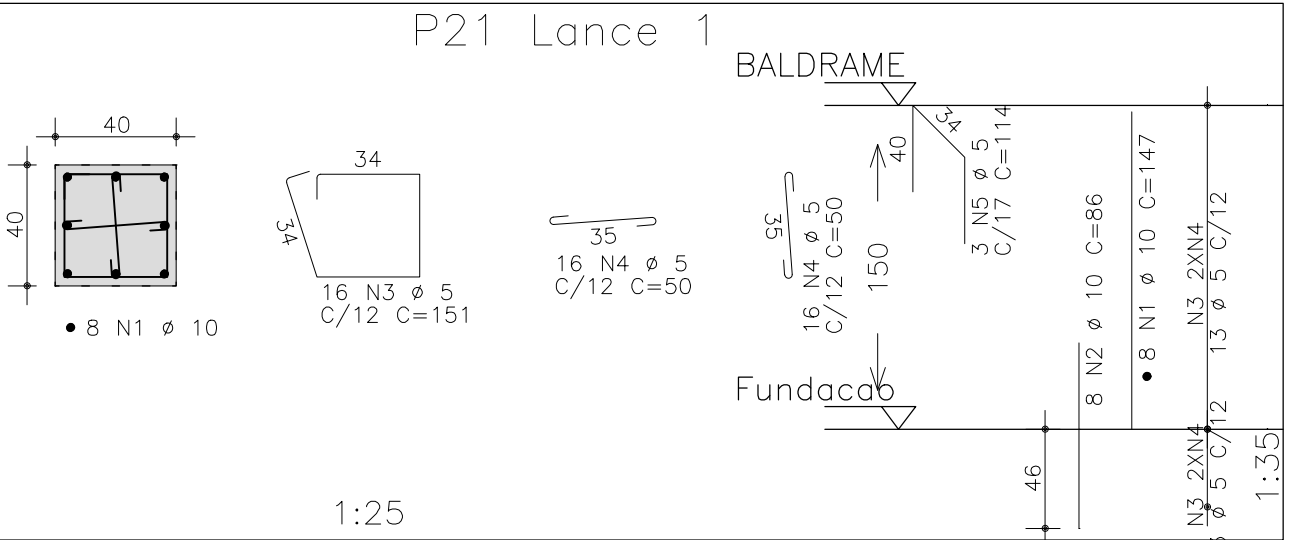 P21 Lance 1
BALDRAME
40
40
• 8 N1 ø 10
34
34
16 N3 ø 5
C/12 C=151
35
16 N4 ø 5
C/12 C=50
35
16 N4 ø 5
C/12 C=50
150
40
34
3 N5 ø 5
C/17 C=114
8 N2 ø 10 C=86
• 8 N1 ø 10 C=147
N3 2XN4
13 ø 5 C/12
Fundacao
46
N3 2XN4
ø 5 C/12
1:25
1:35